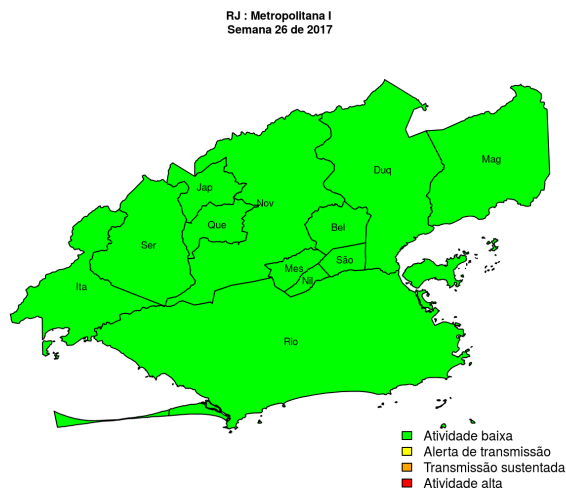 RJ : Metropolitana I
Semana 26 de 2017
Mag
Duq
Jap
Nov
Que
Bel
Ser
São
Mes
Nil
Ita
Rio
Atividade baixa
Alerta de transmissão
Transmissão sustentada
Atividade alta